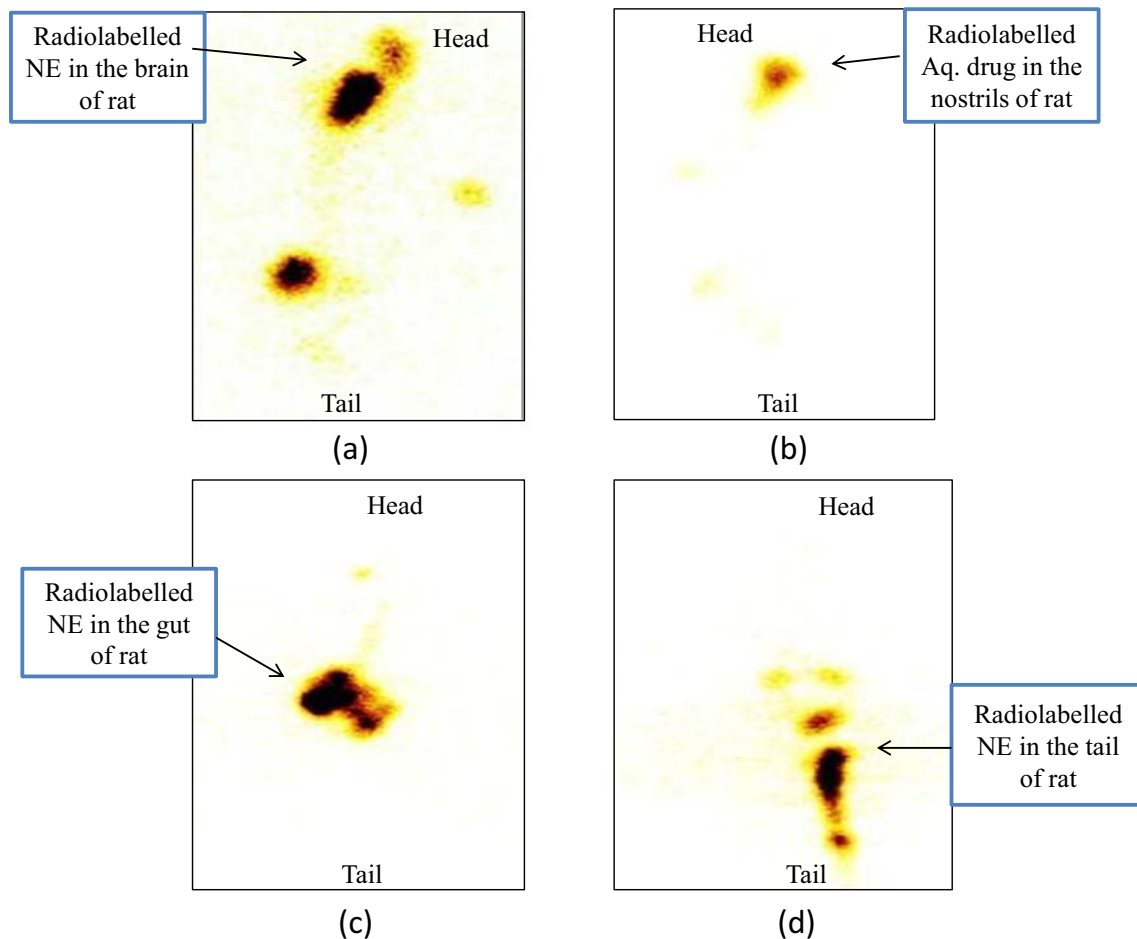 Radiolabelled
NE in the brain
of rat
Head
Tail
(a)
Head
Radiolabelled
Aq. drug in the
nostrils of rat
Tail
(b)
Head
Radiolabelled
NE in the gut
of rat
Tail
(c)
Head
Radiolabelled
NE in the tail
of rat
Tail
(d)